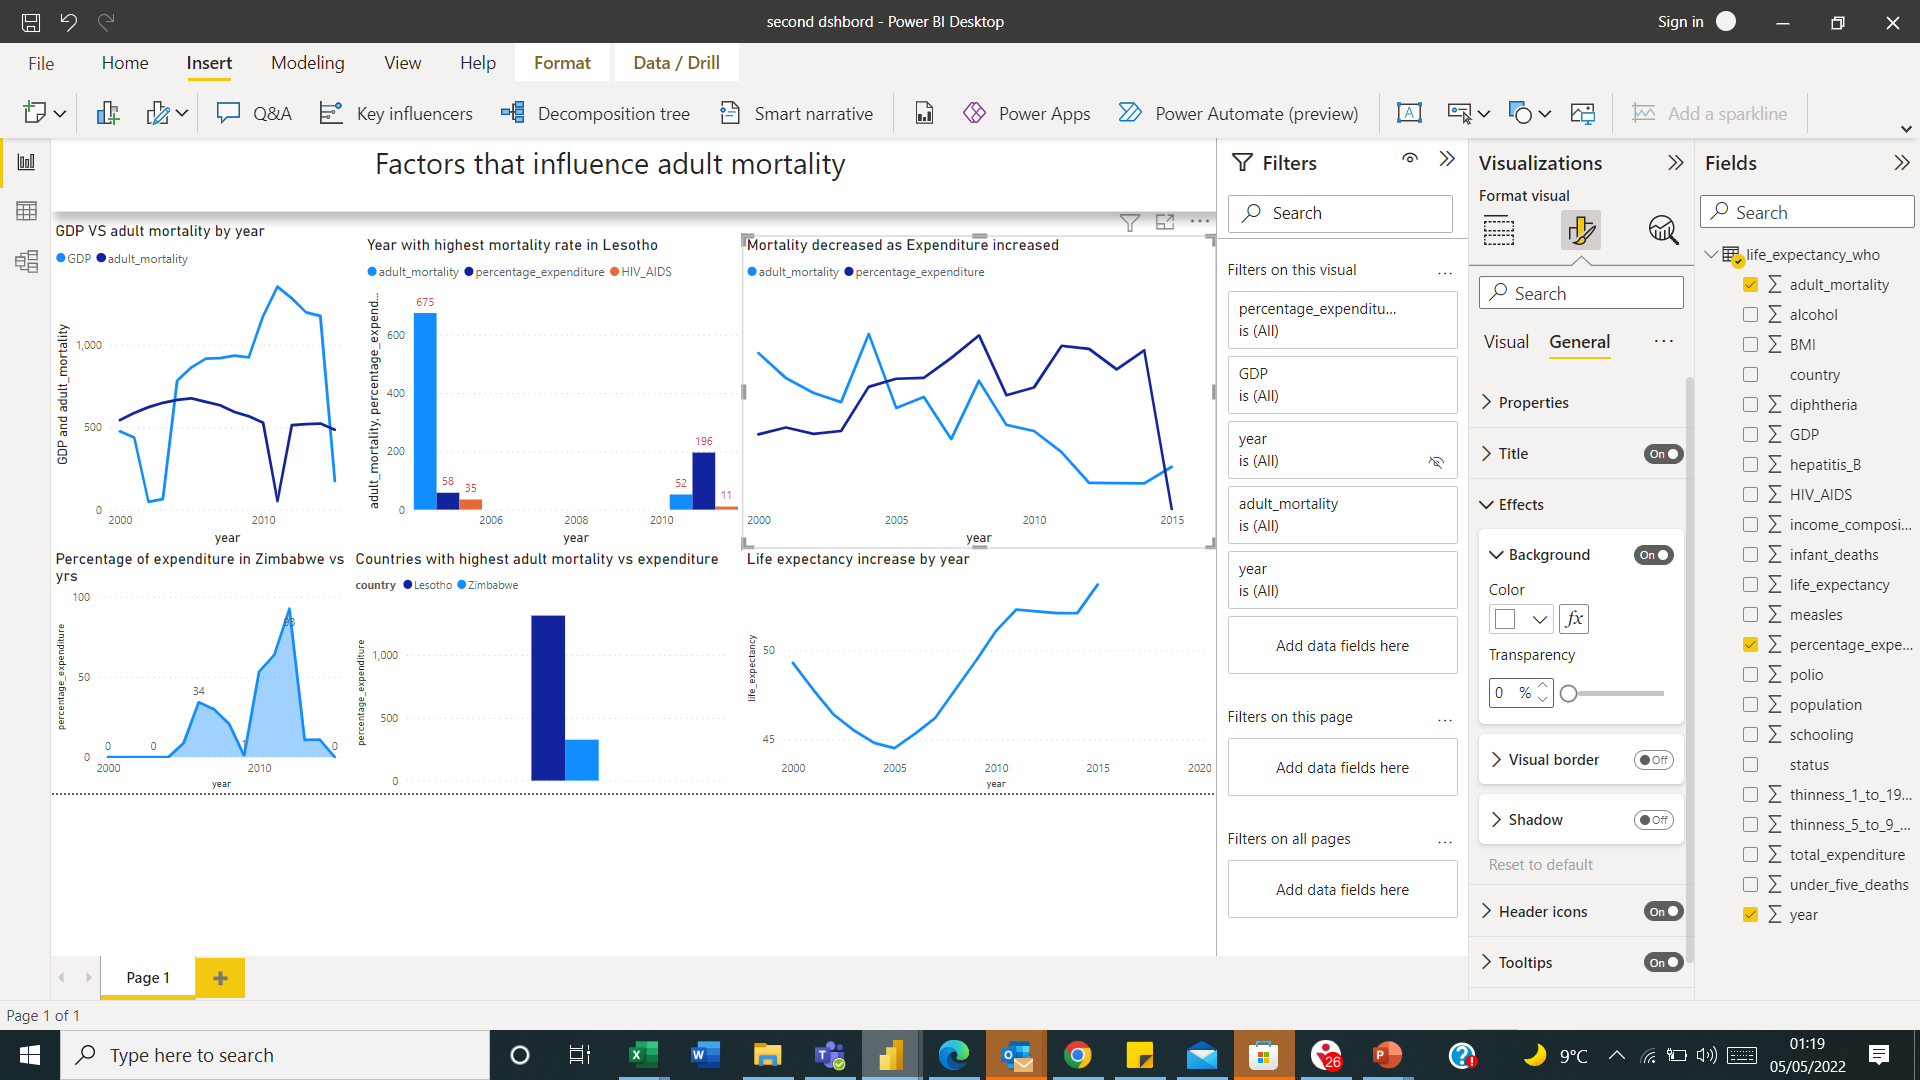 second dshbord - Power BI Desktop
Sign in
File Home Insert Modeling View Help Format Data / Drill
Q&A Key influencers Decomposition tree Smart narrative Power Apps Power Automate (preview) A Add a sparkline
Factors that influence adult mortality
GDP VS adult mortality by year
GDP adult_mortality
GDP and adult_mortality
1,000
500
0
2000 2010
year
Year with highest mortality rate in Lesotho
adult_mortality percentage_expenditure HIV_AIDS
adult_mortality, percentage_expend...
600
400
200
0
675
58
35
52
196
11
2006 2008 2010
year
Mortality decreased as Expenditure increased
adult_mortality percentage_expenditure
2000 2005 2010 2015
year
Percentage of expenditure in Zimbabwe vs
yrs
percentage_expenditure
100
50
0
0 0 34 1 93 0
2000 2010
year
Countries with highest adult mortality vs expenditure
country Lesotho Zimbabwe
percentage_expenditure
1,000
500
0
Life expectancy increase by year
life_expectancy
50
45
2000 2005 2010 2015 2020
year
Filters
Search
Filters on this visual ...
percentage_expenditu...
is (All)
GDP
is (All)
year
is (All)
adult_mortality
is (All)
year
is (All)
Add data fields here
Filters on this page ...
Add data fields here
Filters on all pages ...
Add data fields here
Visualizations
Format visual
Search
Visual General ...
Properties
Title On
Effects
Background On
Color
fx
Transparency
0 %
Visual border Off
Shadow Off
Reset to default
Header icons On
Tooltips On
Fields
Search
life_expectancy_who
adult_mortality
alcohol
BMI
country
diphtheria
GDP
hepatitis_B
HIV_AIDS
income_composi...
infant_deaths
life_expectancy
measles
percentage_expe...
polio
population
schooling
status
thinness_1_to_19...
thinness_5_to_9_...
total_expenditure
under_five_deaths
year
Page 1
Page 1 of 1
Type here to search
26
9°C
01:19
05/05/2022